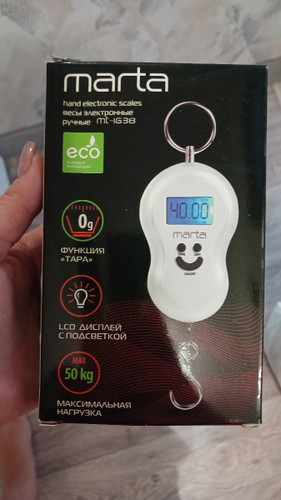 marta
hand electronic scales
весы электронные
ручные mt-1638
eco
0g
ФУНКЦИЯ
«ТАРА»
LCD ДИСПЛЕЙ
С ПОДСВЕТКОЙ
MAX
50 kg
МАКСИМАЛЬНАЯ
НАГРУЗКА
40.00
marta